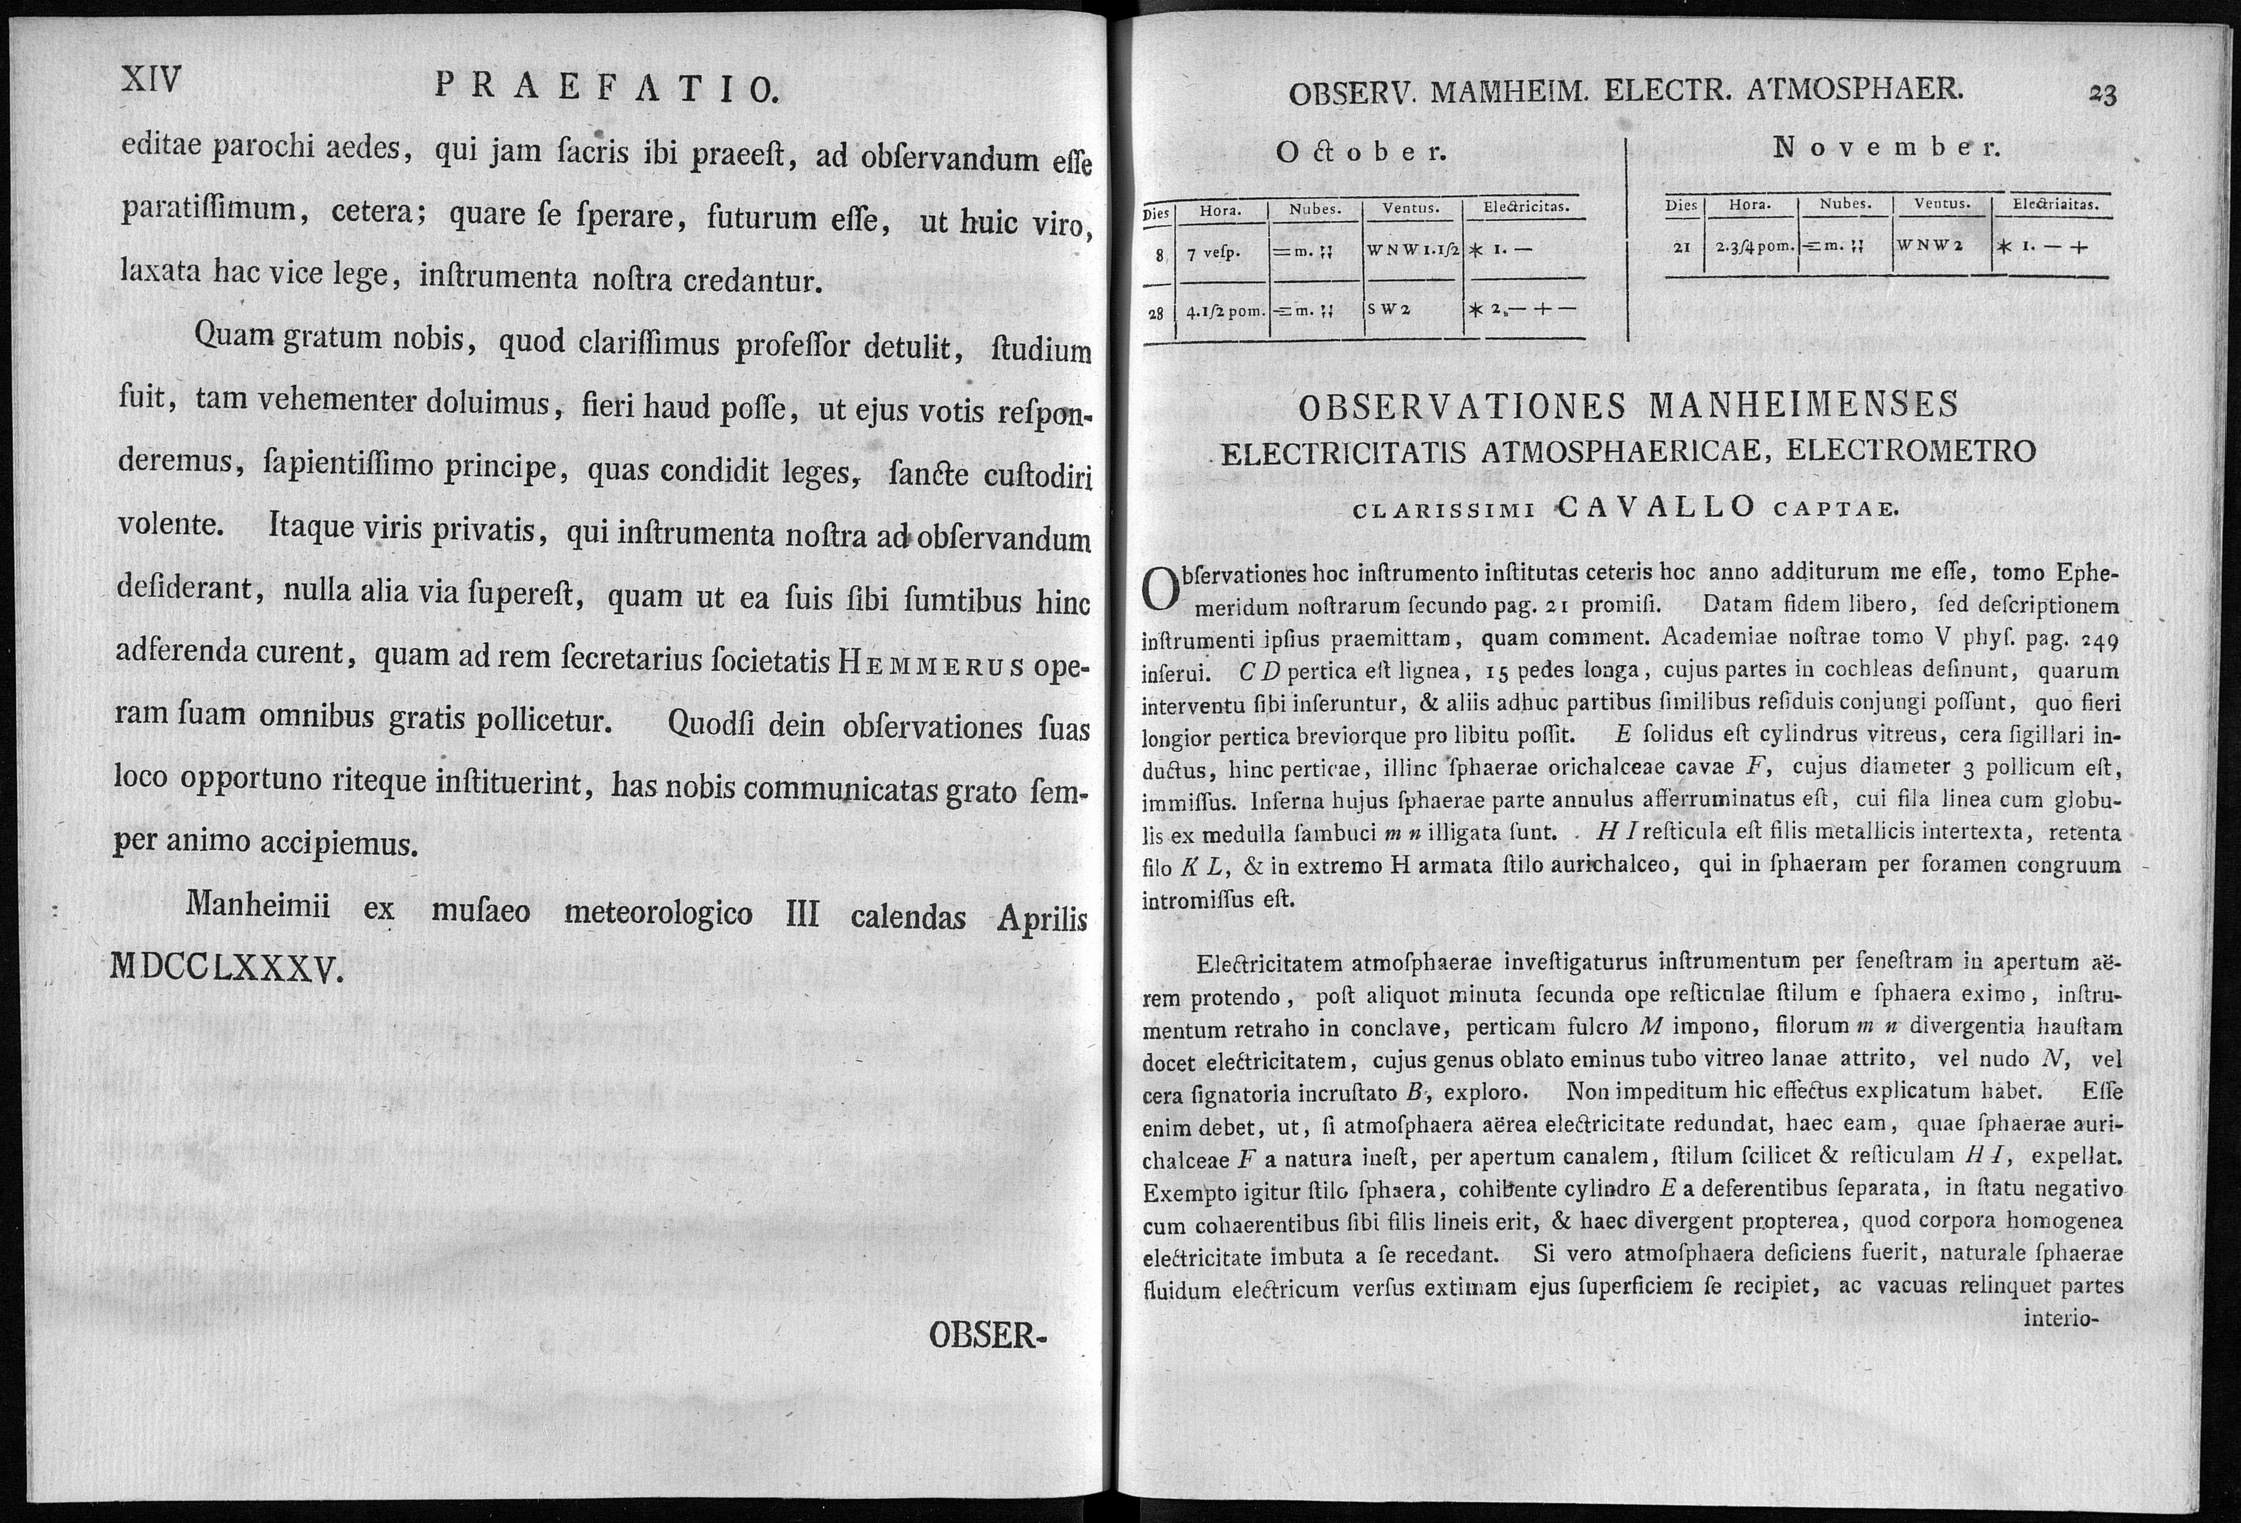 XIV PRAEFATIO.
editae parochi aedes, qui jam ſacris ibi praeeſt, ad obſervandum eſſe
paratiſſimum, cetera; quare ſe ſperare, futurum eſſe, ut huic viro,
laxata hac vice lege, inſtrumenta noſtra credantur.
Quam gratum nobis, quod clariſſimus profeſſor detulit, ſtudium
fuit, tam vehementer doluimus, fieri haud poſſe, ut ejus votis reſpon-
deremus, ſapientiſſimo principe, quas condidit leges, ſancte cuſtodiri
volente. Itaque viris privatis, qui inſtrumenta noſtra ad obſervandum
deſiderant, nulla alia via ſupereſt, quam ut ea ſuis ſibi ſumtibus hinc
adferenda curent, quam ad rem ſecretarius ſocietatis HEMMERUS ope-
ram ſuam omnibus gratis pollicetur. Quodſi dein obſervationes ſuas
loco opportuno riteque inſtituerint, has nobis communicatas grato ſem-
per animo accipiemus.
Manheimii ex muſaeo meteorologico III calendas Aprilis
MDCCLXXXV.
OBSER-
OBSERV. MAMHEIM. ELECTR. ATMOSPHAER. 23
October.
Dies Hora. Nubes. Ventus. Electricitas.
8 7 veſp. =m. ;; WNW1.1/2 * 1. —
28 4.1/2 pom. =m. ;; SW2 * 2. — + —
November.
Dies Hora. Nubes. Ventus. Electriaitas.
21 2.3/4 pom. =m. ;; WNW2 * 1. — +
OBSERVATIONES MANHEIMENSES
ELECTRICITATIS ATMOSPHAERICAE, ELECTROMETRO
CLARISSIMI CAVALLO CAPTAE.
Obſervationes hoc inſtrumento inſtitutas ceteris hoc anno additurum me eſſe, tomo Ephe-
meridum noſtrarum ſecundo pag. 21 promiſi. Datam fidem libero, ſed deſcriptionem
inſtrumenti ipſius praemittam, quam comment. Academiae noſtrae tomo V phyſ. pag. 249
inſerui. C D pertica eſt lignea, 15 pedes longa, cujus partes in cochleas deſinunt, quarum
interventu ſibi inſeruntur, & aliis adhuc partibus ſimilibus reſiduis conjungi poſſunt, quo fieri
longior pertica breviorque pro libitu poſſit. E ſolidus eſt cylindrus vitreus, cera ſigillari in-
ductus, hinc perticae, illinc ſphaerae orichalceae cavae F, cujus diameter 3 pollicum eſt,
immiſſus. Inferna hujus ſphaerae parte annulus afferruminatus eſt, cui fila linea cum globu-
lis ex medulla ſambuci m n illigata ſunt. H I reſticula eſt filis metallicis intertexta, retenta
filo K L, & in extremo H armata ſtilo aurichalceo, qui in ſphaeram per foramen congruum
intromiſſus eſt.
Electricitatem atmoſphaerae inveſtigaturus inſtrumentum per feneſtram in apertum aë-
rem protendo, poſt aliquot minuta ſecunda ope reſticulae ſtilum e ſphaera eximo, inſtru-
mentum retraho in conclave, perticam fulcro M impono, filorum m n divergentia hauſtam
docet electricitatem, cujus genus oblato eminus tubo vitreo lanae attrito, vel nudo N, vel
cera ſignatoria incruſtato B, exploro. Non impeditum hic effectus explicatum habet. Eſſe
enim debet, ut, ſi atmoſphaera aërea electricitate redundat, haec eam, quae ſphaerae auri-
chalceae F a natura ineſt, per apertum canalem, ſtilum ſcilicet & reſticulam H I, expellat.
Exempto igitur ſtilo ſphaera, cohibente cylindro E a deferentibus ſeparata, in ſtatu negativo
cum cohaerentibus ſibi filis lineis erit, & haec divergent propterea, quod corpora homogenea
electricitate imbuta a ſe recedant. Si vero atmoſphaera deficiens fuerit, naturale ſphaerae
fluidum electricum verſus extimam ejus ſuperficiem ſe recipiet, ac vacuas relinquet partes
interio-